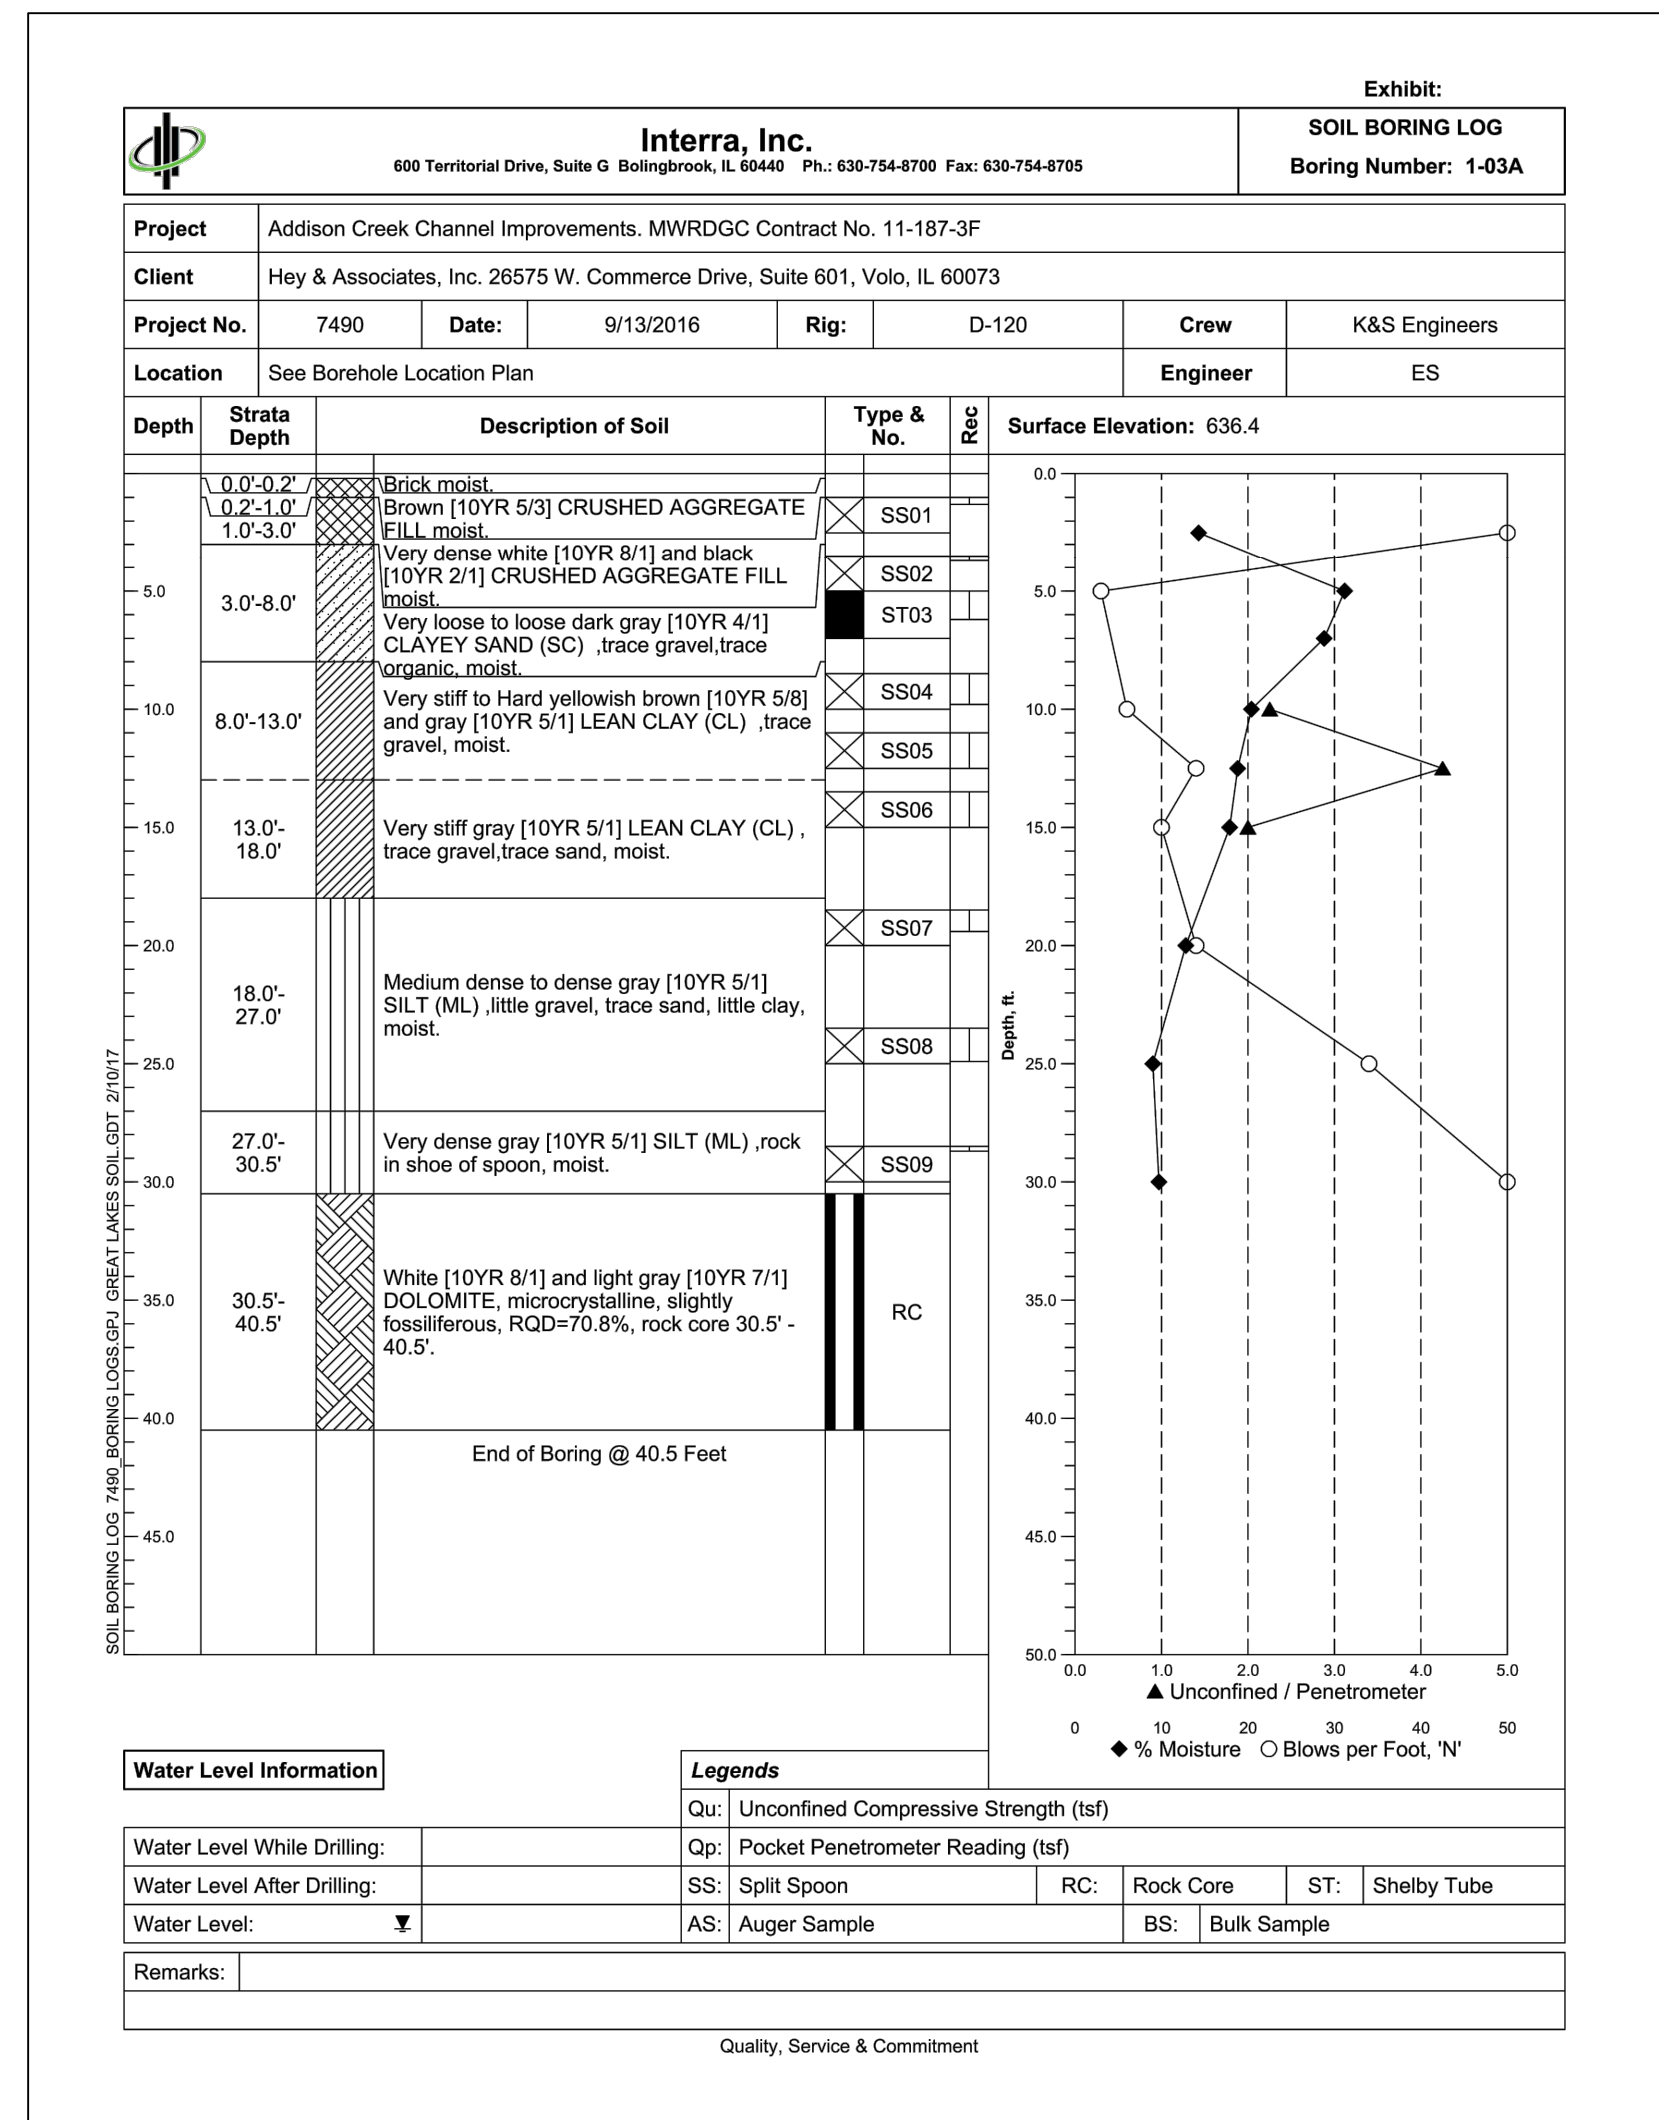 Exhibit:
Interra, Inc.
600 Territorial Drive, Suite G  Bolingbrook, IL 60440    Ph.: 630-754-8700  Fax: 630-754-8705
SOIL BORING LOG
Boring Number: 1-03A
Project
Addison Creek Channel Improvements. MWRDGC Contract No. 11-187-3F
Client
Hey & Associates, Inc. 26575 W. Commerce Drive, Suite 601, Volo, IL 60073
Project No. 7490 Date: 9/13/2016 Rig: D-120 Crew K&S Engineers
Location See Borehole Location Plan Engineer ES
Depth
Strata
Depth
Description of Soil
Type &
No.
Rec
Surface Elevation: 636.4
0.0'-0.2'
Brick moist.
0.2'-1.0'
Brown [10YR 5/3] CRUSHED AGGREGATE
FILL moist.
1.0'-3.0'
Very dense white [10YR 8/1] and black
[10YR 2/1] CRUSHED AGGREGATE FILL
moist.
3.0'-8.0'
Very loose to loose dark gray [10YR 4/1]
CLAYEY SAND (SC) ,trace gravel,trace
organic, moist.
8.0'-13.0'
Very stiff to Hard yellowish brown [10YR 5/8]
and gray [10YR 5/1] LEAN CLAY (CL) ,trace
gravel, moist.
13.0'-
18.0'
Very stiff gray [10YR 5/1] LEAN CLAY (CL) ,
trace gravel,trace sand, moist.
18.0'-
27.0'
Medium dense to dense gray [10YR 5/1]
SILT (ML) ,little gravel, trace sand, little clay,
moist.
27.0'-
30.5'
Very dense gray [10YR 5/1] SILT (ML) ,rock
in shoe of spoon, moist.
30.5'-
40.5'
White [10YR 8/1] and light gray [10YR 7/1]
DOLOMITE, microcrystalline, slightly
fossiliferous, RQD=70.8%, rock core 30.5' -
40.5'.
End of Boring @ 40.5 Feet
SS01
SS02
ST03
SS04
SS05
SS06
SS07
SS08
SS09
RC
5.0
10.0
15.0
20.0
25.0
30.0
35.0
40.0
45.0
0.0
5.0
10.0
15.0
20.0
25.0
30.0
35.0
40.0
45.0
50.0
Depth, ft.
0.0 1.0 2.0 3.0 4.0 5.0
▲ Unconfined / Penetrometer
0 10 20 30 40 50
◆ % Moisture ○ Blows per Foot, 'N'
SOIL BORING LOG  7490_BORING LOGS.GPJ  GREAT LAKES SOIL.GDT  2/10/17
Water Level Information
Water Level While Drilling:
Water Level After Drilling:
Water Level:
Legends
Qu: Unconfined Compressive Strength (tsf)
Qp: Pocket Penetrometer Reading (tsf)
SS: Split Spoon RC: Rock Core ST: Shelby Tube
AS: Auger Sample BS: Bulk Sample
Remarks:
Quality, Service & Commitment